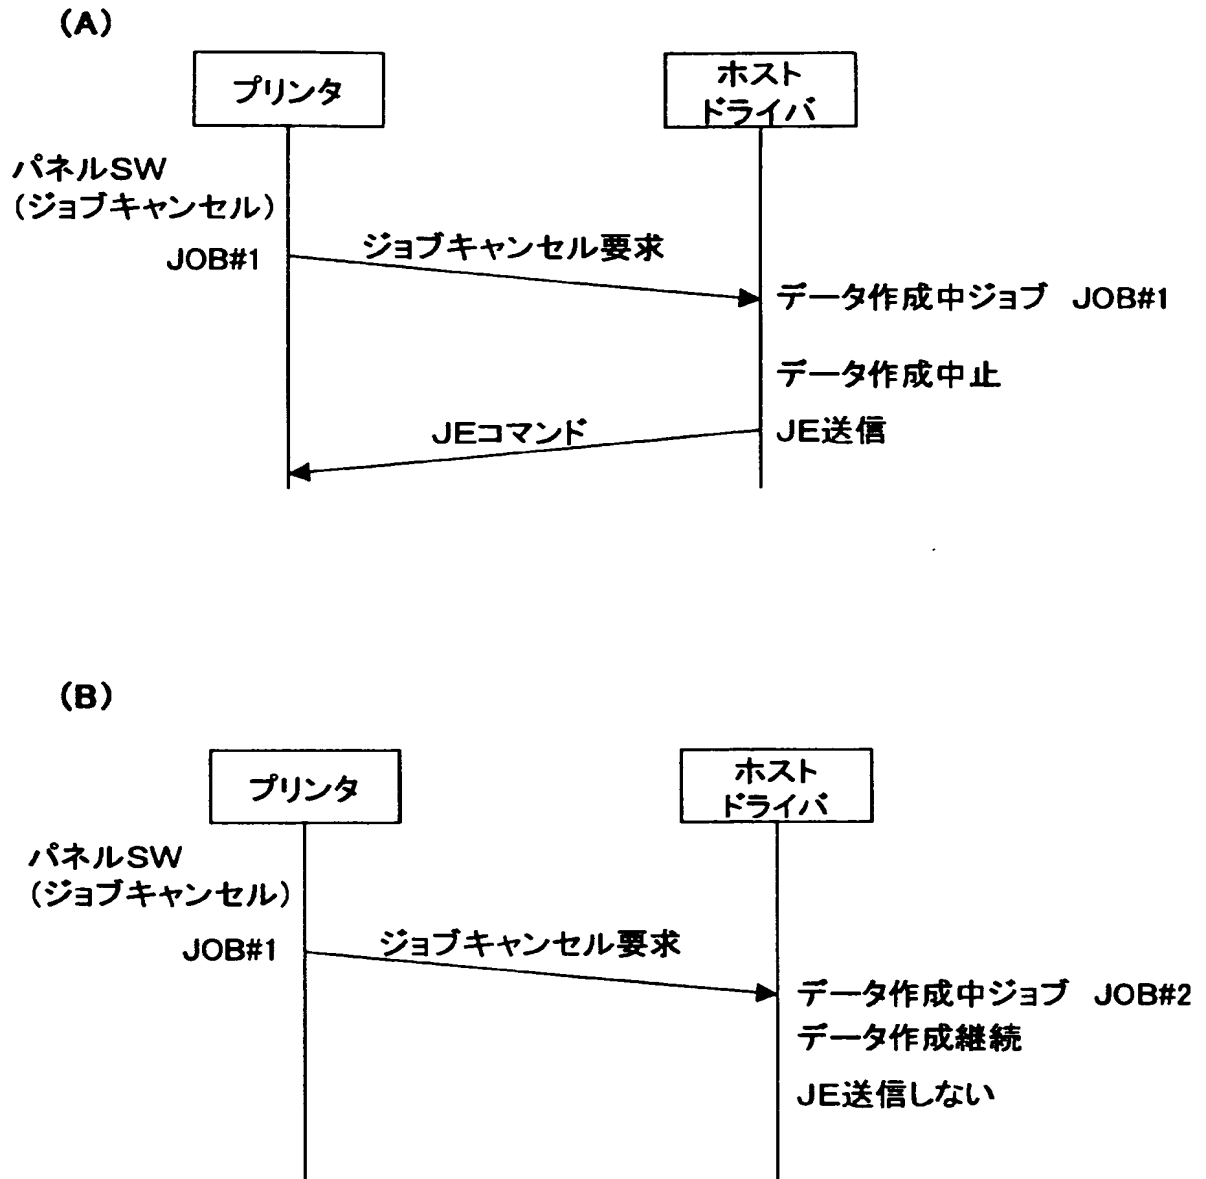 (A)
プリンタ
ホスト
ドライバ
パネルSW
(ジョブキャンセル)
JOB#1
ジョブキャンセル要求
データ作成中ジョブ JOB#1
データ作成中止
JEコマンド
JE送信
(B)
プリンタ
ホスト
ドライバ
パネルSW
(ジョブキャンセル)
JOB#1
ジョブキャンセル要求
データ作成中ジョブ JOB#2
データ作成継続
JE送信しない